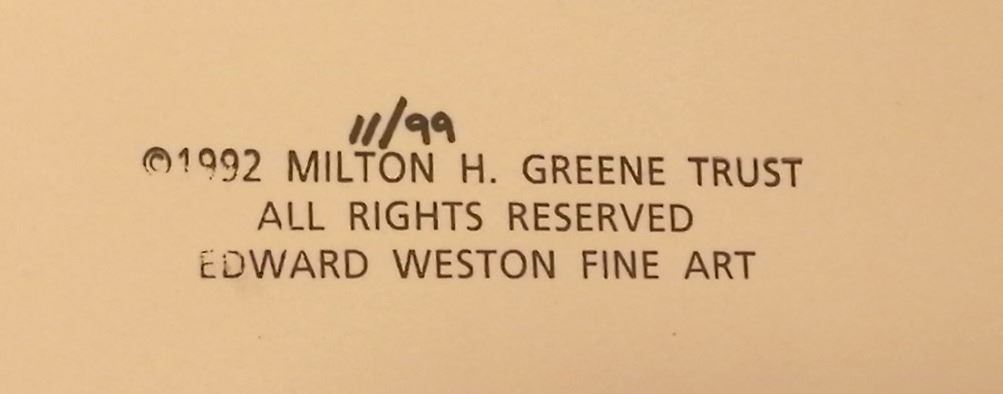 11/99
©1992 MILTON H. GREENE TRUST
ALL RIGHTS RESERVED
EDWARD WESTON FINE ART